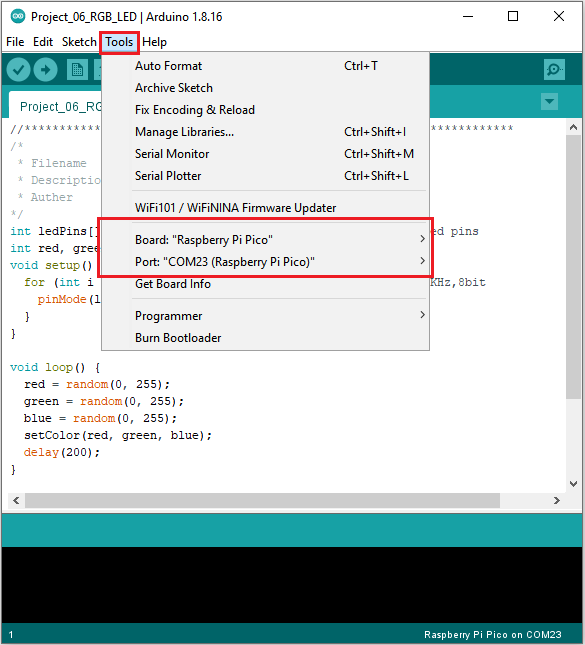 Project_06_RGB_LED | Arduino 1.8.16
File Edit Sketch Tools Help
Auto Format Ctrl+T
Archive Sketch
Fix Encoding & Reload
Manage Libraries... Ctrl+Shift+I
Serial Monitor Ctrl+Shift+M
Serial Plotter Ctrl+Shift+L
WiFi101 / WiFiNINA Firmware Updater
Board: "Raspberry Pi Pico"
Port: "COM23 (Raspberry Pi Pico)"
Get Board Info
Programmer
Burn Bootloader
Project_06_RG
//**************
/*
* Filename
* Descriptio
* Auther
*/
int ledPins[] ed pins
int red, gree
void setup()
for (int i KHz,8bit
pinMode(l
}
}
void loop() {
red = random(0, 255);
green = random(0, 255);
blue = random(0, 255);
setColor(red, green, blue);
delay(200);
}
1 Raspberry Pi Pico on COM23